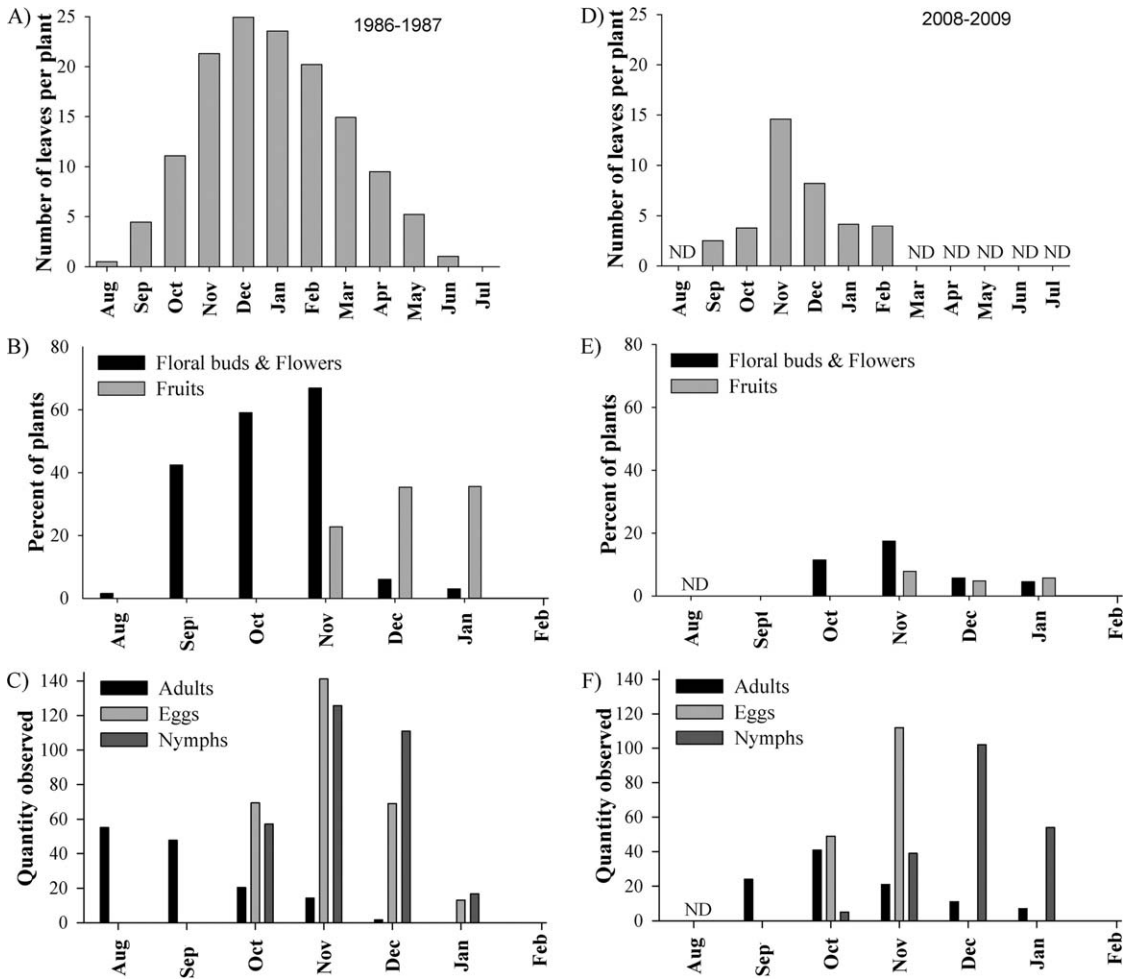 A)
1986-1987
Number of leaves per plant
25
20
15
10
5
0
Aug
Sep
Oct
Nov
Dec
Jan
Feb
Mar
Apr
May
Jun
Jul
D)
2008-2009
Number of leaves per plant
25
20
15
10
5
0
ND
ND
ND
ND
ND
ND
Aug
Sep
Oct
Nov
Dec
Jan
Feb
Mar
Apr
May
Jun
Jul
B)
Floral buds & Flowers
Fruits
Percent of plants
80
60
40
20
0
Aug
Sept
Oct
Nov
Dec
Jan
Feb
E)
Floral buds & Flowers
Fruits
Percent of plants
80
60
40
20
0
ND
Aug
Sept
Oct
Nov
Dec
Jan
Feb
C)
Adults
Eggs
Nymphs
Quantity observed
140
120
100
80
60
40
20
0
Aug
Sep
Oct
Nov
Dec
Jan
Feb
F)
Adults
Eggs
Nymphs
Quantity observed
140
120
100
80
60
40
20
0
ND
Aug
Sep
Oct
Nov
Dec
Jan
Feb